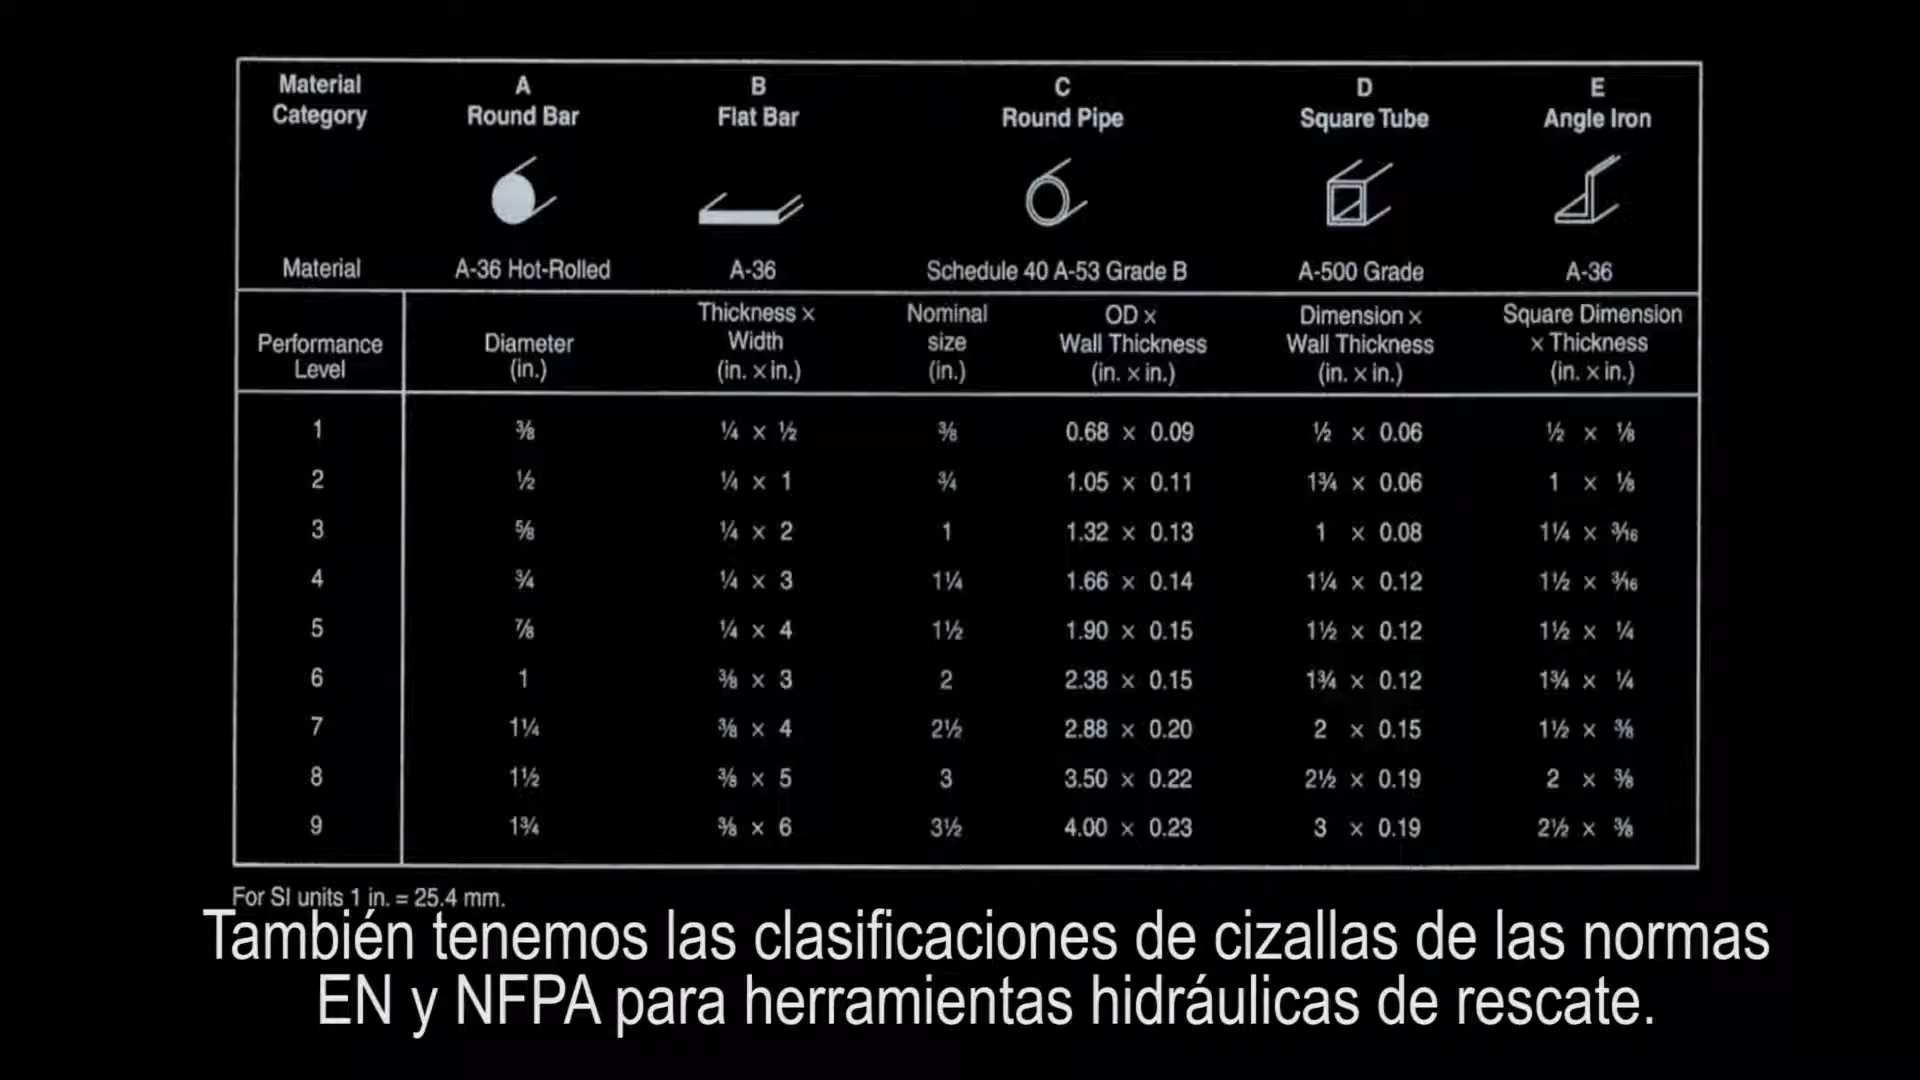 Material Category A Round Bar B Flat Bar C Round Pipe D Square Tube E Angle Iron
Material A-36 Hot-Rolled A-36 Schedule 40 A-53 Grade B A-500 Grade A-36
Performance Level Diameter (in.) Thickness × Width (in. × in.) Nominal size (in.) OD × Wall Thickness (in. × in.) Dimension × Wall Thickness (in. × in.) Square Dimension × Thickness (in. × in.)
1 ⅜ ¼ × ½ ⅜ 0.68 × 0.09 ½ × 0.06 ½ × ⅛
2 ½ ¼ × 1 ¾ 1.05 × 0.11 1¾ × 0.06 1 × ⅛
3 ⅝ ¼ × 2 1 1.32 × 0.13 1 × 0.08 1¼ × 3/16
4 ¾ ¼ × 3 1¼ 1.66 × 0.14 1¼ × 0.12 1½ × 3/16
5 ⅞ ¼ × 4 1½ 1.90 × 0.15 1½ × 0.12 1½ × ¼
6 1 ⅜ × 3 2 2.38 × 0.15 1¾ × 0.12 1¾ × ¼
7 1¼ ⅜ × 4 2½ 2.88 × 0.20 2 × 0.15 1½ × ⅜
8 1½ ⅜ × 5 3 3.50 × 0.22 2½ × 0.19 2 × ⅜
9 1¾ ⅜ × 6 3½ 4.00 × 0.23 3 × 0.19 2½ × ⅜
For SI units 1 in. = 25.4 mm.
También tenemos las clasificaciones de cizallas de las normas
EN y NFPA para herramientas hidráulicas de rescate.